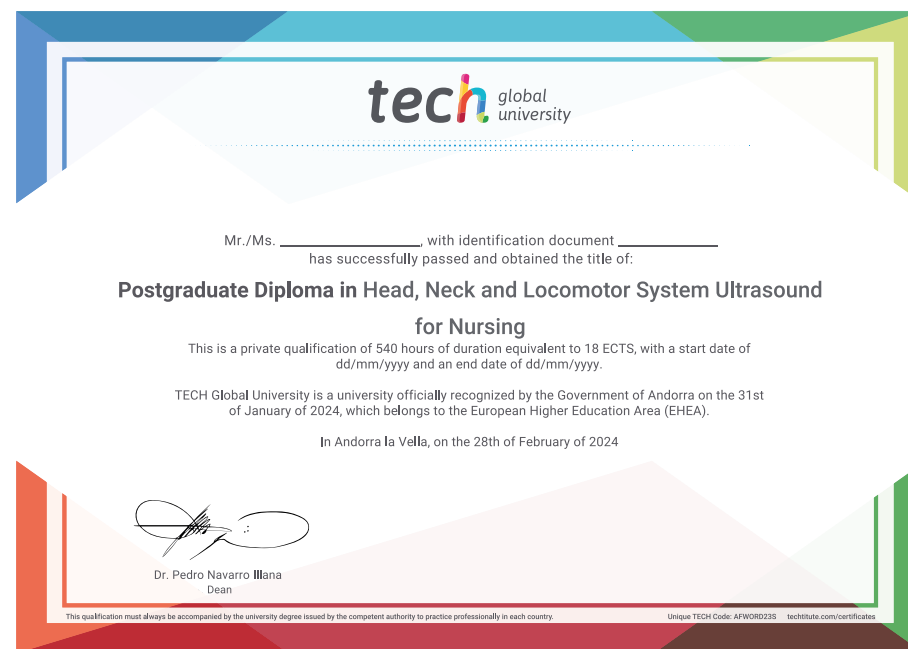 tech global
university
Mr./Ms. ____________________, with identification document ______________
has successfully passed and obtained the title of:
Postgraduate Diploma in Head, Neck and Locomotor System Ultrasound
for Nursing
This is a private qualification of 540 hours of duration equivalent to 18 ECTS, with a start date of
dd/mm/yyyy and an end date of dd/mm/yyyy.
TECH Global University is a university officially recognized by the Government of Andorra on the 31st
of January of 2024, which belongs to the European Higher Education Area (EHEA).
In Andorra la Vella, on the 28th of February of 2024
Dr. Pedro Navarro Illana
Dean
This qualification must always be accompanied by the university degree issued by the competent authority to practice professionally in each country. Unique TECH Code: AFWORD23S techtitute.com/certificates